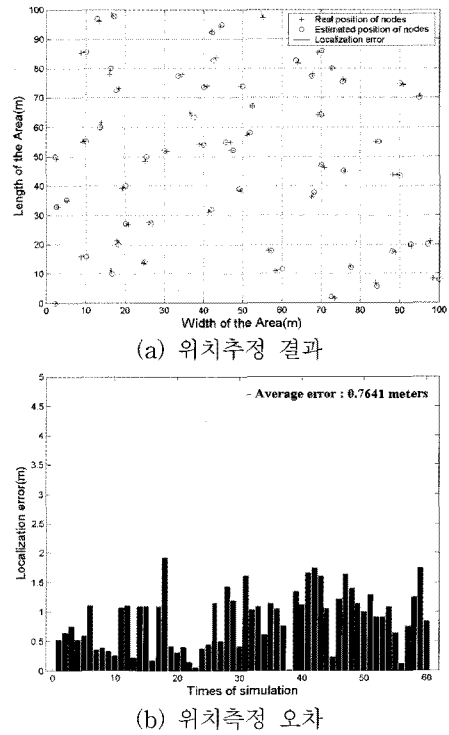 100
90
80
70
60
50
40
30
20
10
0
Length of the Area(m)
+ Real position of nodes
o Estimated position of nodes
— Localization error
0 10 20 30 40 50 60 70 80 90 100
Width of the Area(m)
(a) 위치추정 결과
5
4.5
4
3.5
3
2.5
2
1.5
1
0.5
0
Localization error(m)
- Average error : 0.7641 meters
0 10 20 30 40 50 60
Times of simulation
(b) 위치측정 오차